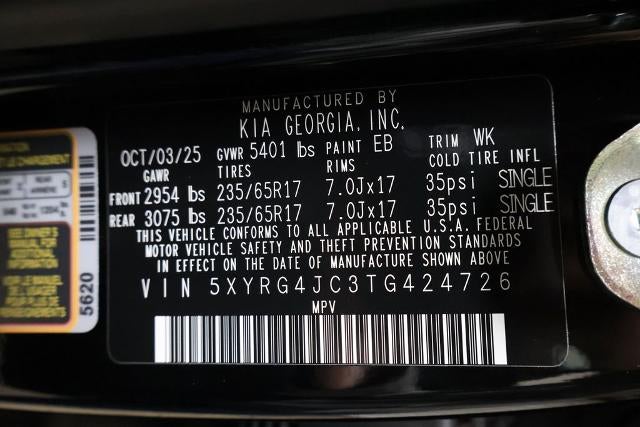 MANUFACTURED BY
KIA GEORGIA, INC.
OCT/03/25 GVWR 5401 lbs PAINT EB TRIM WK
GAWR TIRES RIMS COLD TIRE INFL
FRONT 2954 lbs 235/65R17 7.0Jx17 35psi SINGLE
REAR 3075 lbs 235/65R17 7.0Jx17 35psi SINGLE
THIS VEHICLE CONFORMS TO ALL APPLICABLE U.S.A. FEDERAL
MOTOR VEHICLE SAFETY AND THEFT PREVENTION STANDARDS
IN EFFECT ON THE DATE OF MANUFACTURE SHOWN ABOVE
VIN 5XYRG4JC3TG424726
MPV
5620